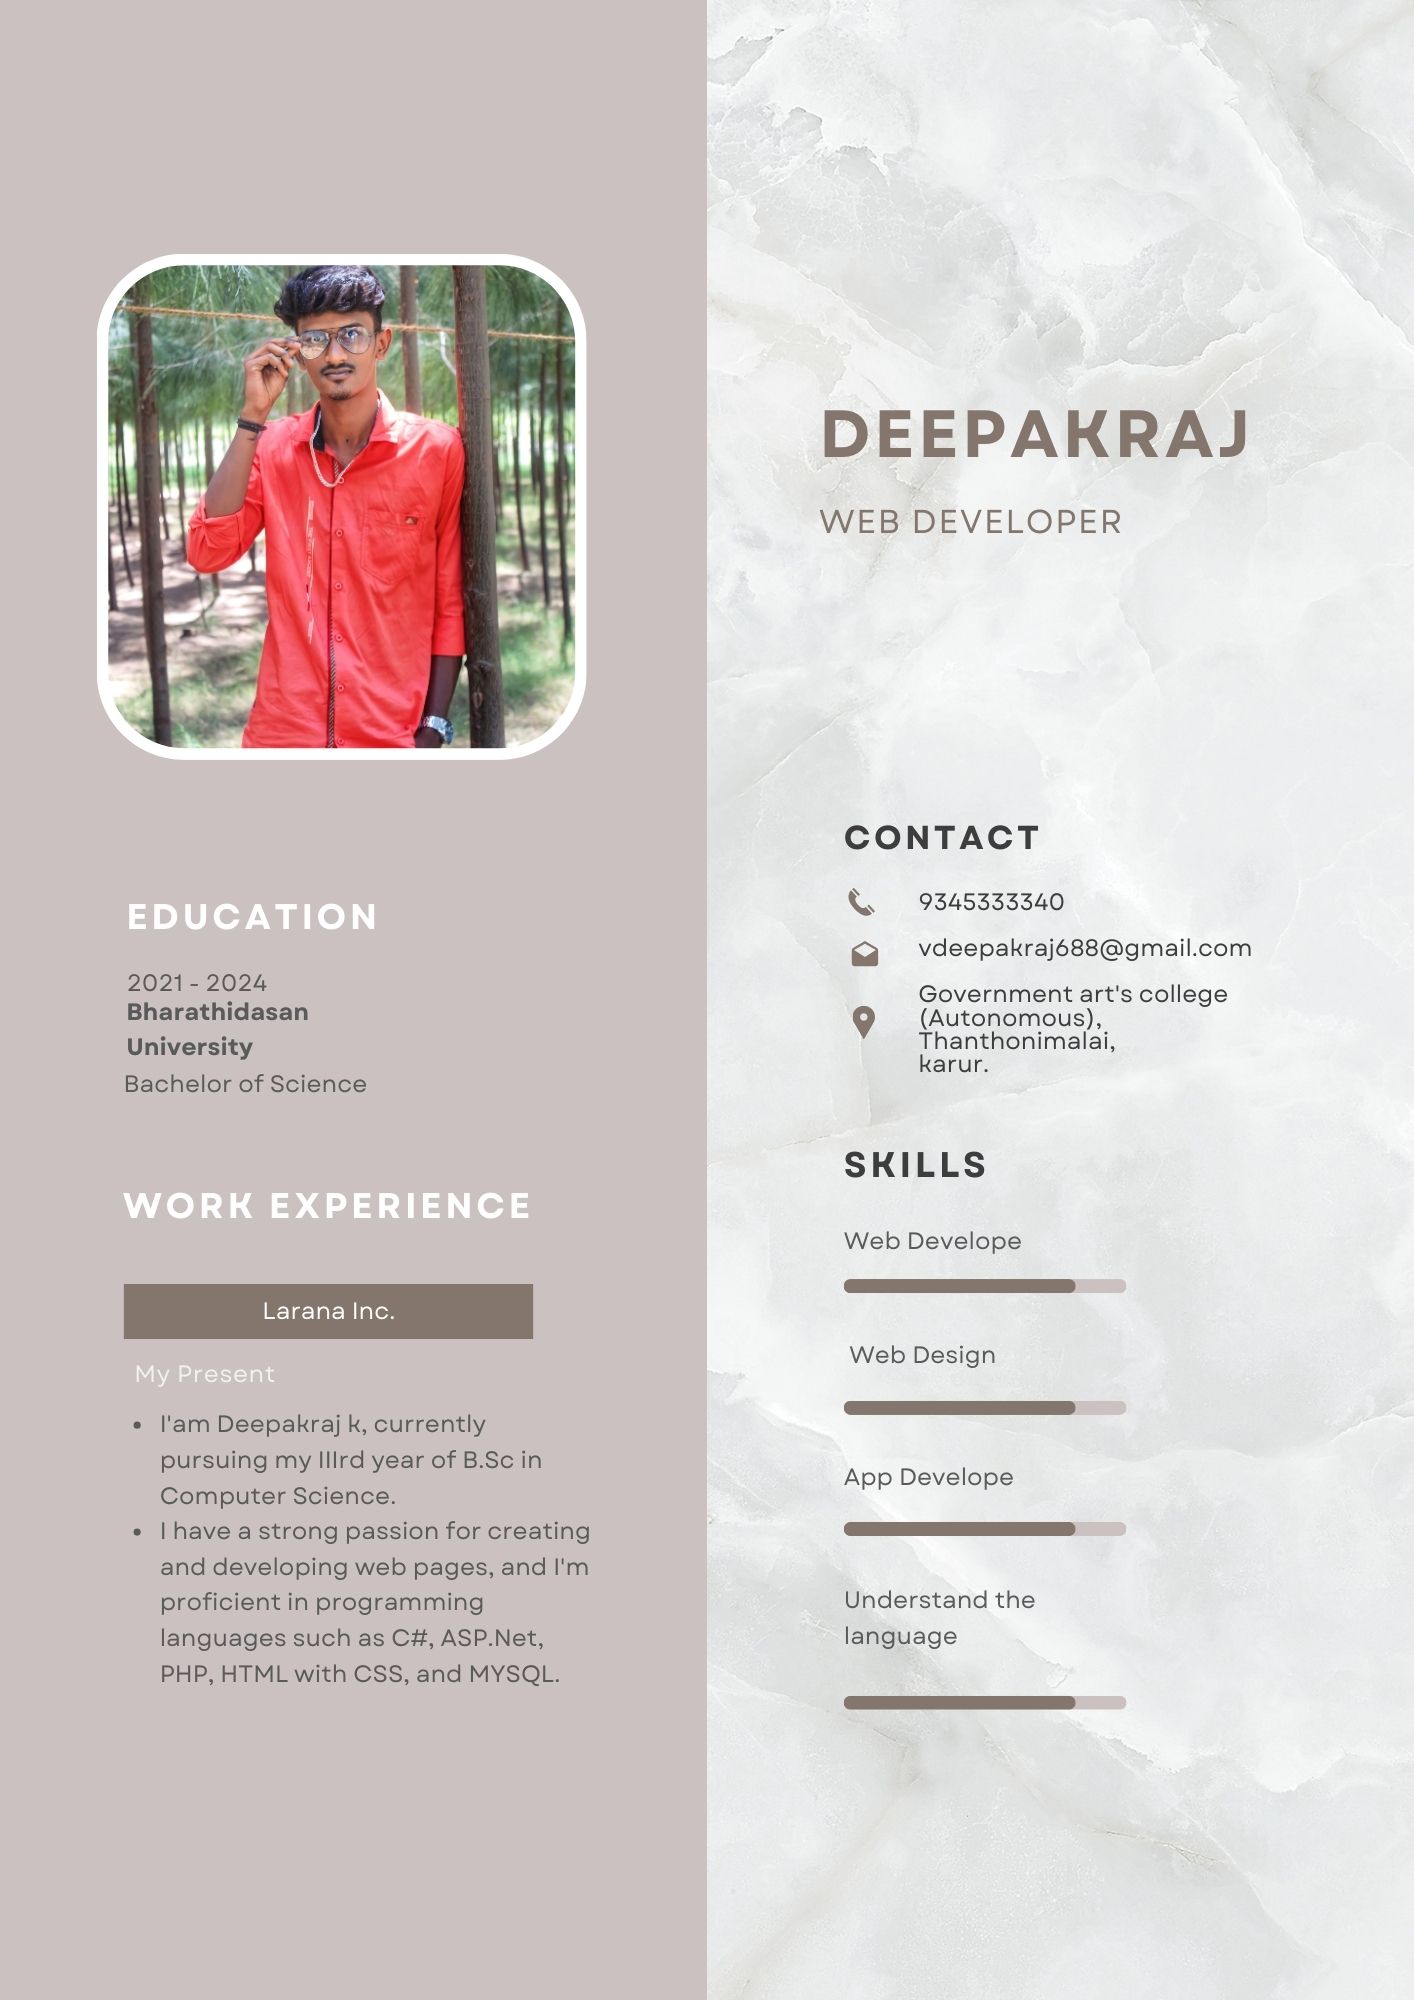 DEEPAKRAJ
WEB DEVELOPER
EDUCATION
2021 - 2024
Bharathidasan
University
Bachelor of Science
WORK EXPERIENCE
Larana Inc.
My Present
I'am Deepakraj k, currently
pursuing my IIIrd year of B.Sc in
Computer Science.
I have a strong passion for creating
and developing web pages, and I'm
proficient in programming
languages such as C#, ASP.Net,
PHP, HTML with CSS, and MYSQL.
CONTACT
9345333340
vdeepakraj688@gmail.com
Government art's college
(Autonomous),
Thanthonimalai,
karur.
SKILLS
Web Develope
Web Design
App Develope
Understand the
language